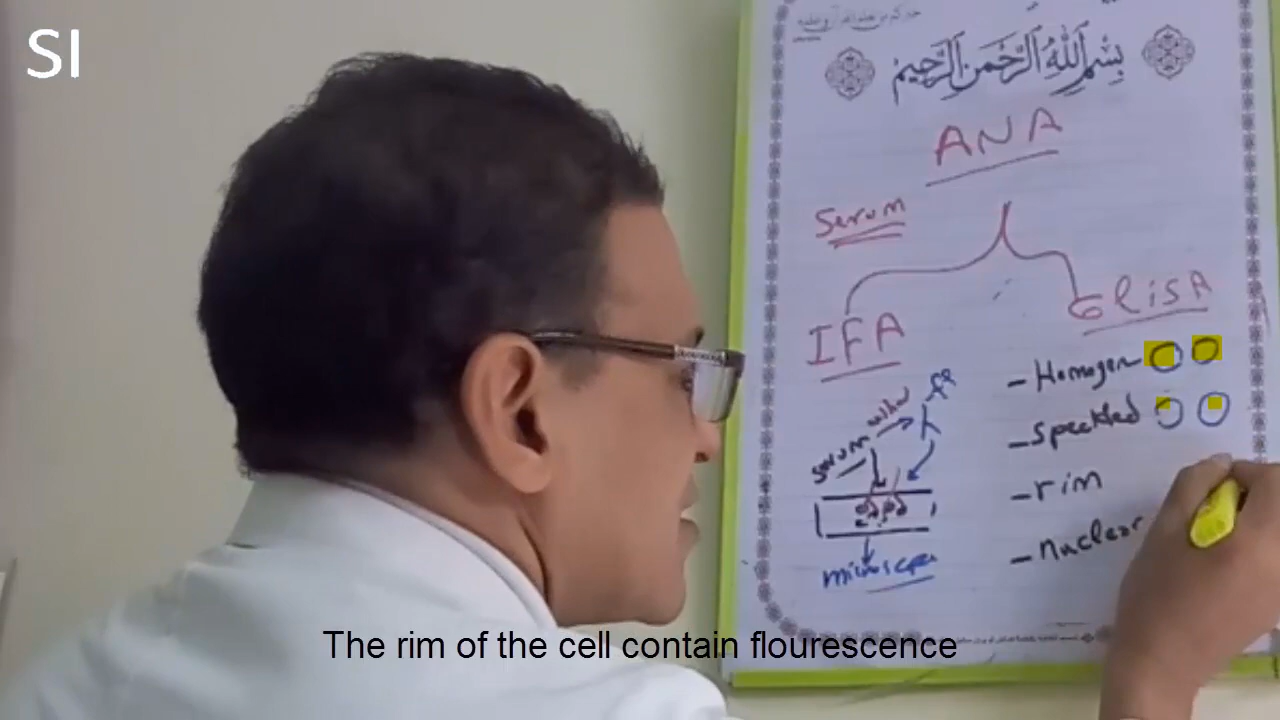 SI
بِسْمِ اللَّهِ الرَّحْمَنِ الرَّحِيمِ
ANA
Serum
IFA
ElisA
- Homogen
- Speckled
- rim
- nuclear
serum
microscope
The rim of the cell contain flourescence